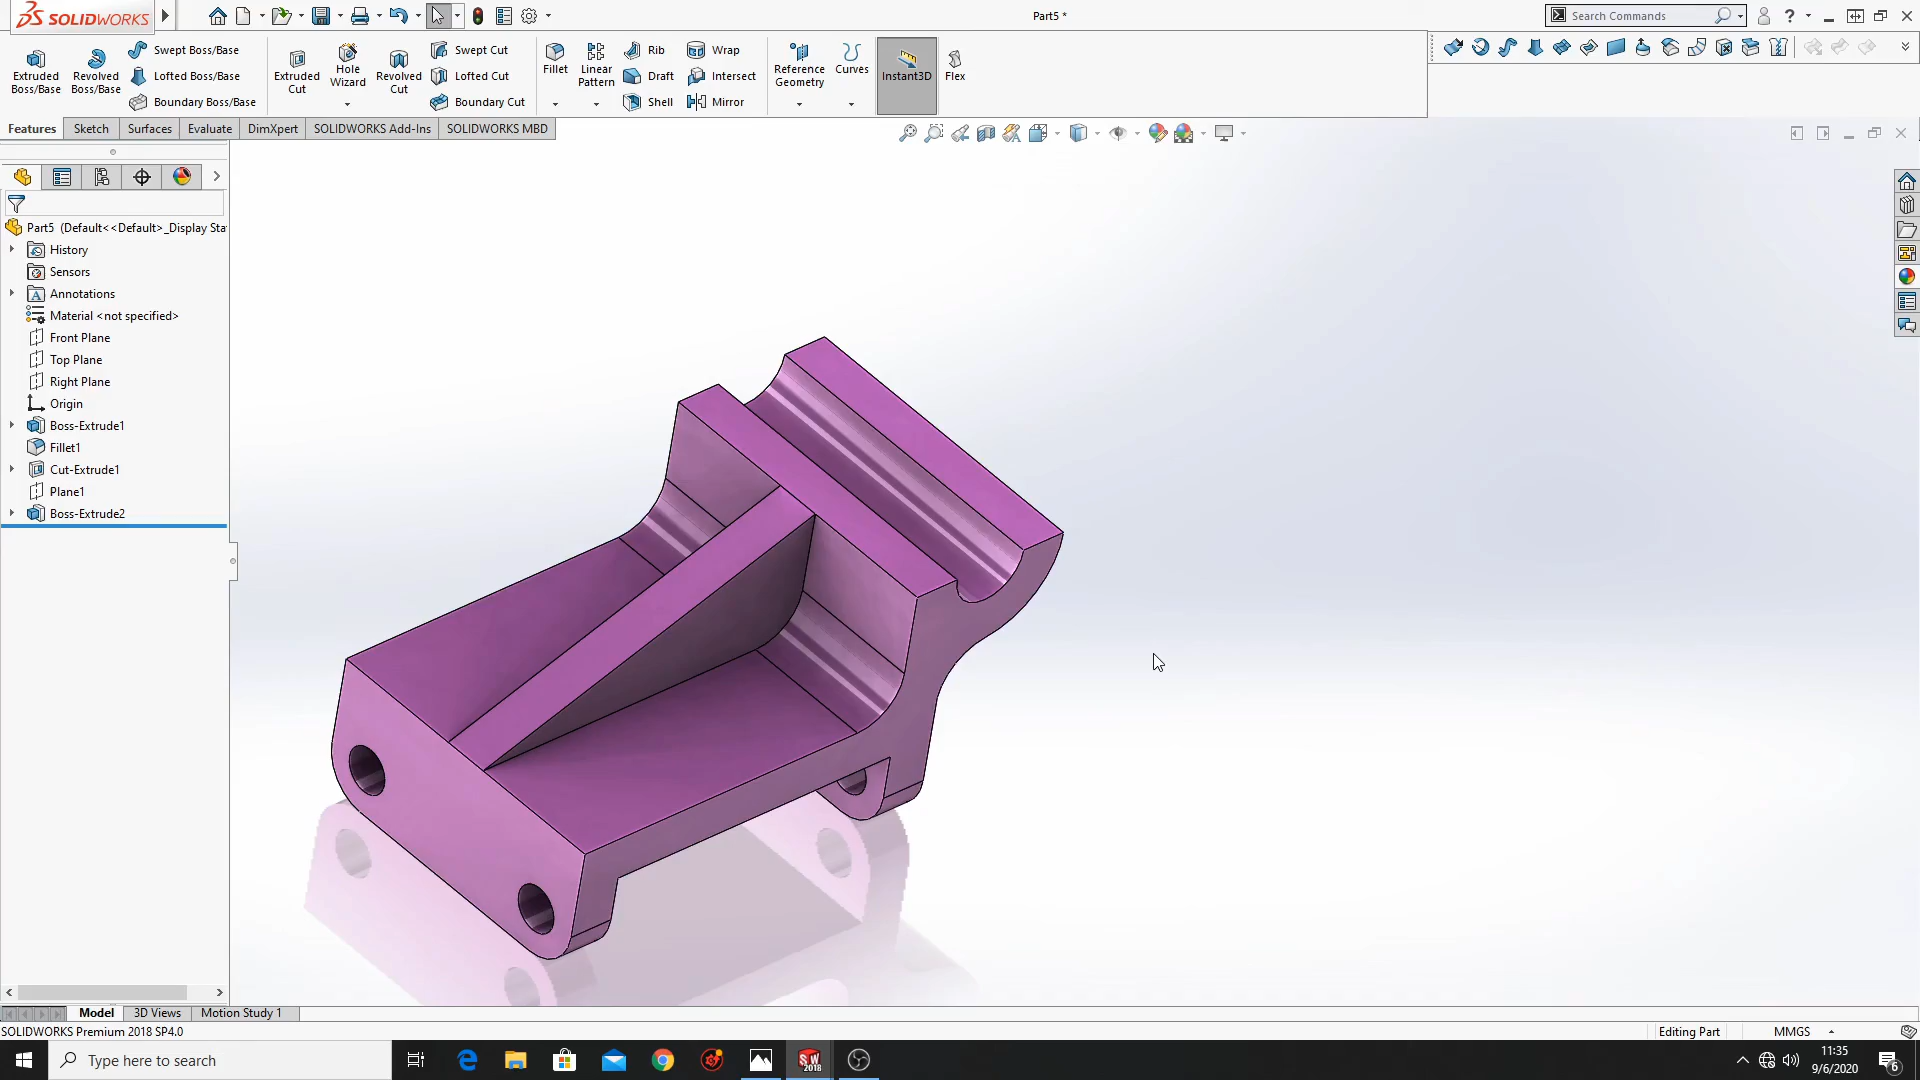 SOLIDWORKS
Part5 *
Search Commands
Extruded Boss/Base
Revolved Boss/Base
Swept Boss/Base
Lofted Boss/Base
Boundary Boss/Base
Extruded Cut
Hole Wizard
Revolved Cut
Swept Cut
Lofted Cut
Boundary Cut
Fillet
Linear Pattern
Rib
Draft
Shell
Wrap
Intersect
Mirror
Reference Geometry
Curves
Instant3D
Flex
Features
Sketch
Surfaces
Evaluate
DimXpert
SOLIDWORKS Add-Ins
SOLIDWORKS MBD
Part5 (Default<<Default>_Display Sta
History
Sensors
Annotations
Material <not specified>
Front Plane
Top Plane
Right Plane
Origin
Boss-Extrude1
Fillet1
Cut-Extrude1
Plane1
Boss-Extrude2
Model
3D Views
Motion Study 1
SOLIDWORKS Premium 2018 SP4.0
Editing Part
MMGS
Type here to search
SW 2018
11:35
9/6/2020
6